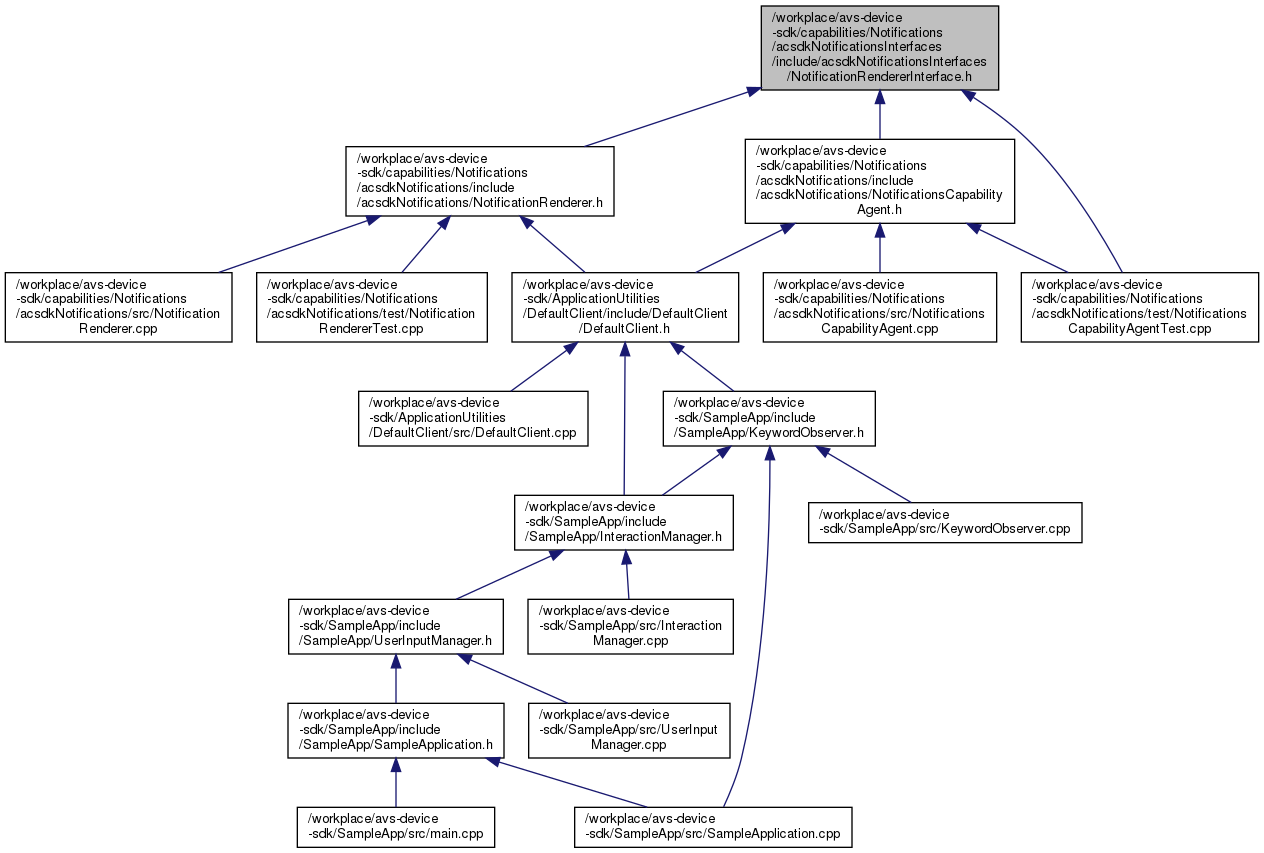 /workplace/avs-device
-sdk/capabilities/Notifications
/acsdkNotificationsInterfaces
/include/acsdkNotificationsInterfaces
/NotificationRendererInterface.h
/workplace/avs-device
-sdk/capabilities/Notifications
/acsdkNotifications/include
/acsdkNotifications/NotificationRenderer.h
/workplace/avs-device
-sdk/capabilities/Notifications
/acsdkNotifications/include
/acsdkNotifications/NotificationsCapability
Agent.h
/workplace/avs-device
-sdk/capabilities/Notifications
/acsdkNotifications/src/Notification
Renderer.cpp
/workplace/avs-device
-sdk/capabilities/Notifications
/acsdkNotifications/test/Notification
RendererTest.cpp
/workplace/avs-device
-sdk/ApplicationUtilities
/DefaultClient/include/DefaultClient
/DefaultClient.h
/workplace/avs-device
-sdk/capabilities/Notifications
/acsdkNotifications/src/Notifications
CapabilityAgent.cpp
/workplace/avs-device
-sdk/capabilities/Notifications
/acsdkNotifications/test/Notifications
CapabilityAgentTest.cpp
/workplace/avs-device
-sdk/ApplicationUtilities
/DefaultClient/src/DefaultClient.cpp
/workplace/avs-device
-sdk/SampleApp/include
/SampleApp/KeywordObserver.h
/workplace/avs-device
-sdk/SampleApp/include
/SampleApp/InteractionManager.h
/workplace/avs-device
-sdk/SampleApp/src/KeywordObserver.cpp
/workplace/avs-device
-sdk/SampleApp/include
/SampleApp/UserInputManager.h
/workplace/avs-device
-sdk/SampleApp/src/Interaction
Manager.cpp
/workplace/avs-device
-sdk/SampleApp/include
/SampleApp/SampleApplication.h
/workplace/avs-device
-sdk/SampleApp/src/UserInput
Manager.cpp
/workplace/avs-device
-sdk/SampleApp/src/main.cpp
/workplace/avs-device
-sdk/SampleApp/src/SampleApplication.cpp